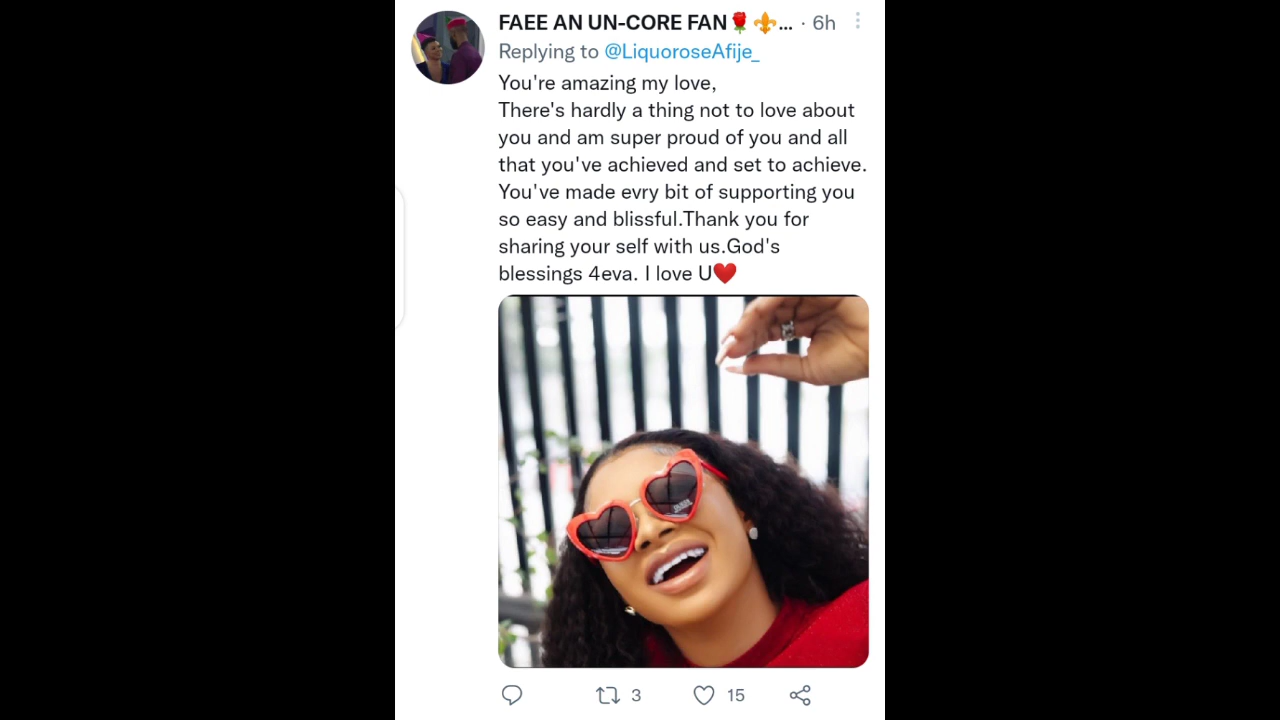 FAEE AN UN-CORE FAN🌹⚜️... · 6h
Replying to @LiquoroseAfije_
You're amazing my love,
There's hardly a thing not to love about
you and am super proud of you and all
that you've achieved and set to achieve.
You've made evry bit of supporting you
so easy and blissful.Thank you for
sharing your self with us.God's
blessings 4eva. I love U❤️
3 15